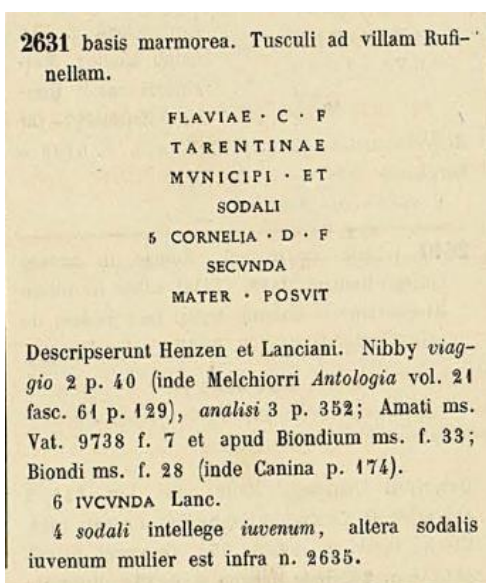 2631 basis marmorea. Tusculi ad villam Rufi-
nellam.
FLAVIAE · C · F
TARENTINAE
MVNICIPI · ET
SODALI
5 CORNELIA · D · F
SECVNDA
MATER · POSVIT
Descripserunt Henzen et Lanciani. Nibby viag-
gio 2 p. 40 (inde Melchiorri Antologia vol. 21
fasc. 61 p. 129), analisi 3 p. 352; Amati ms.
Vat. 9738 f. 7 et apud Biondium ms. f. 33;
Biondi ms. f. 28 (inde Canina p. 174).
6 IVCVNDA Lanc.
4 sodali intellege iuvenum, altera sodalis
iuvenum mulier est infra n. 2635.